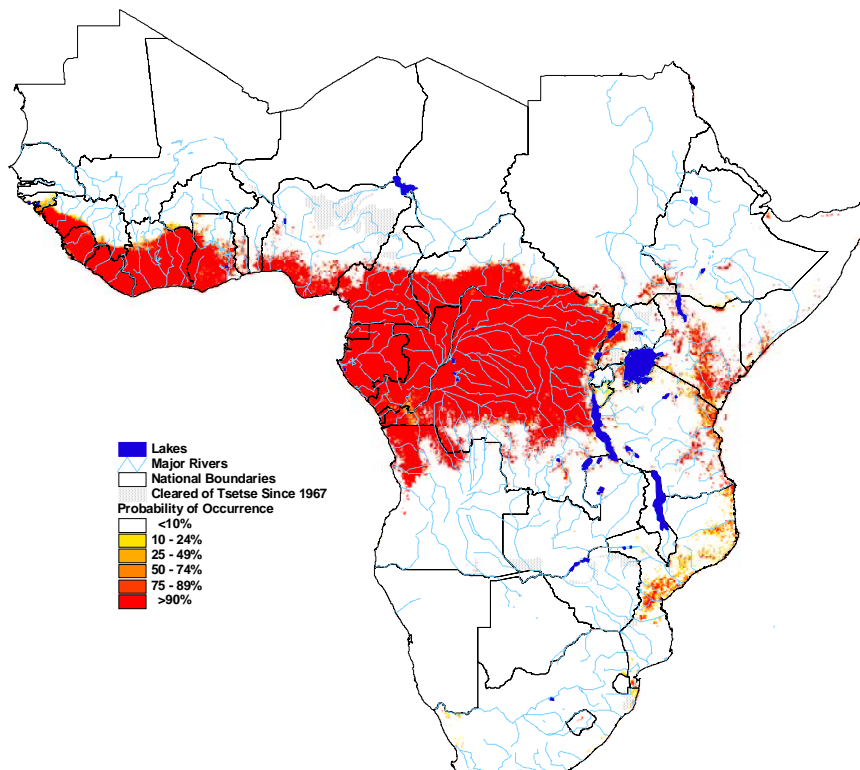 Lakes
Major Rivers
National Boundaries
Cleared of Tsetse Since 1967
Probability of Occurrence
<10%
10 - 24%
25 - 49%
50 - 74%
75 - 89%
>90%